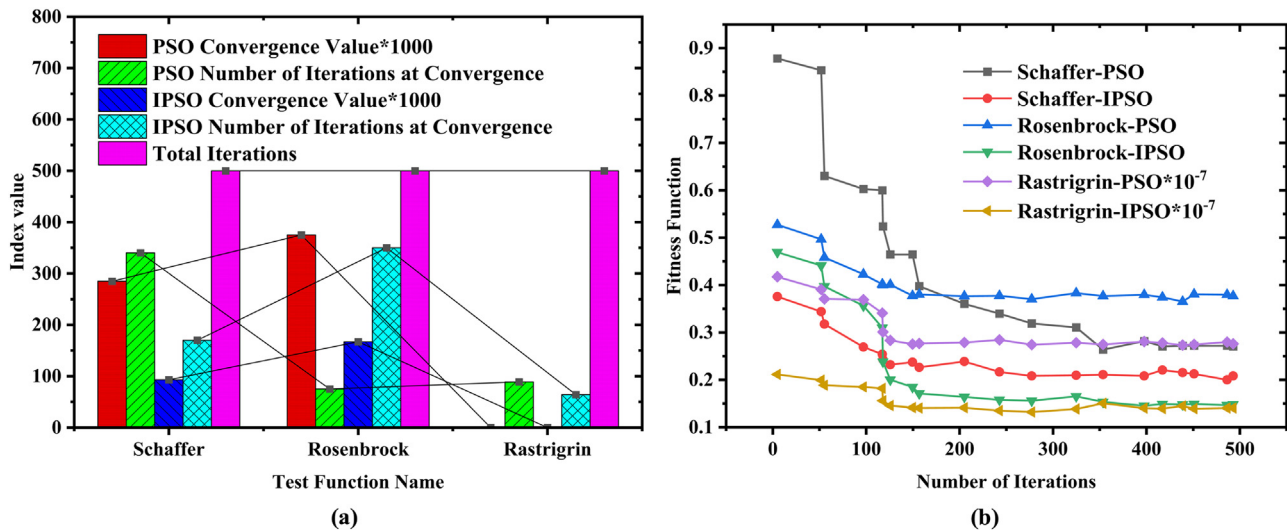 800
700
600
500
400
300
200
100
0
Index value
PSO Convergence Value*1000
PSO Number of Iterations at Convergence
IPSO Convergence Value*1000
IPSO Number of Iterations at Convergence
Total Iterations
Schaffer
Rosenbrock
Rastrigrin
Test Function Name
(a)
0.9
0.8
0.7
0.6
0.5
0.4
0.3
0.2
0.1
Fitness Function
Schaffer-PSO
Schaffer-IPSO
Rosenbrock-PSO
Rosenbrock-IPSO
Rastrigrin-PSO*10⁻⁷
Rastrigrin-IPSO*10⁻⁷
0
100
200
300
400
500
Number of Iterations
(b)